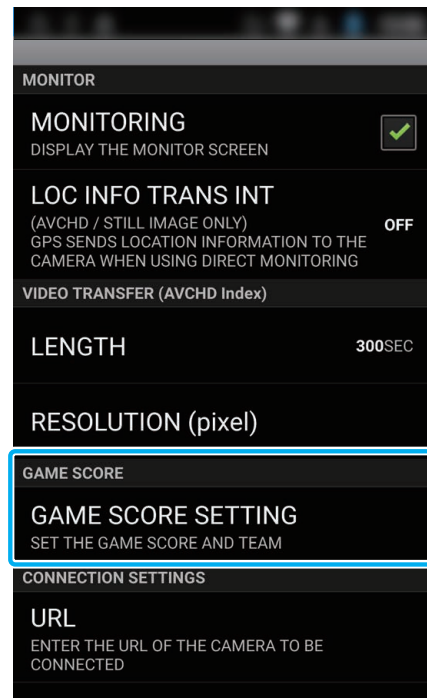 MONITOR
MONITORING
DISPLAY THE MONITOR SCREEN
LOC INFO TRANS INT
(AVCHD / STILL IMAGE ONLY)
OFF
GPS SENDS LOCATION INFORMATION TO THE
CAMERA WHEN USING DIRECT MONITORING
VIDEO TRANSFER (AVCHD Index)
LENGTH
300SEC
RESOLUTION (pixel)
GAME SCORE
GAME SCORE SETTING
SET THE GAME SCORE AND TEAM
CONNECTION SETTINGS
URL
ENTER THE URL OF THE CAMERA TO BE
CONNECTED